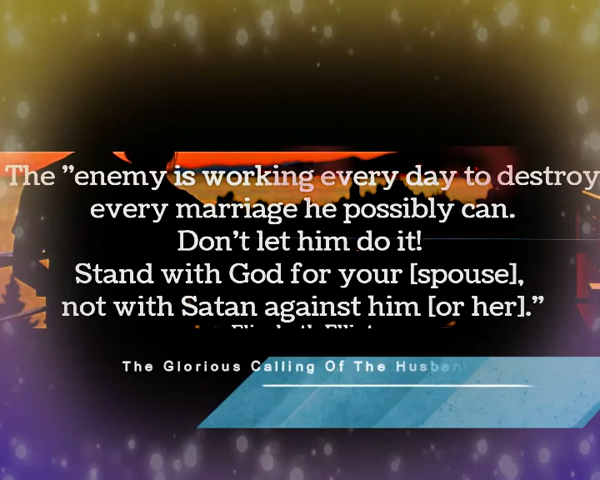 The ”enemy is working every day to destroy
every marriage he possibly can.
Don’t let him do it!
Stand with God for your [spouse],
not with Satan against him [or her].”
The Glorious Calling Of The Husban